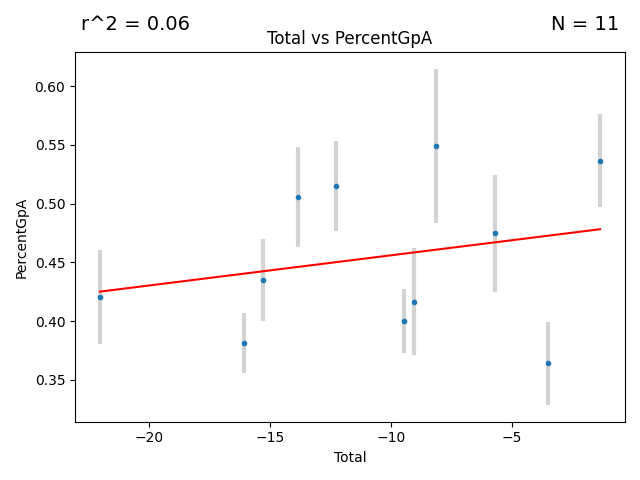 r^2 = 0.06
N = 11
Total vs PercentGpA
PercentGpA
0.60
0.55
0.50
0.45
0.40
0.35
−20
−15
−10
−5
Total